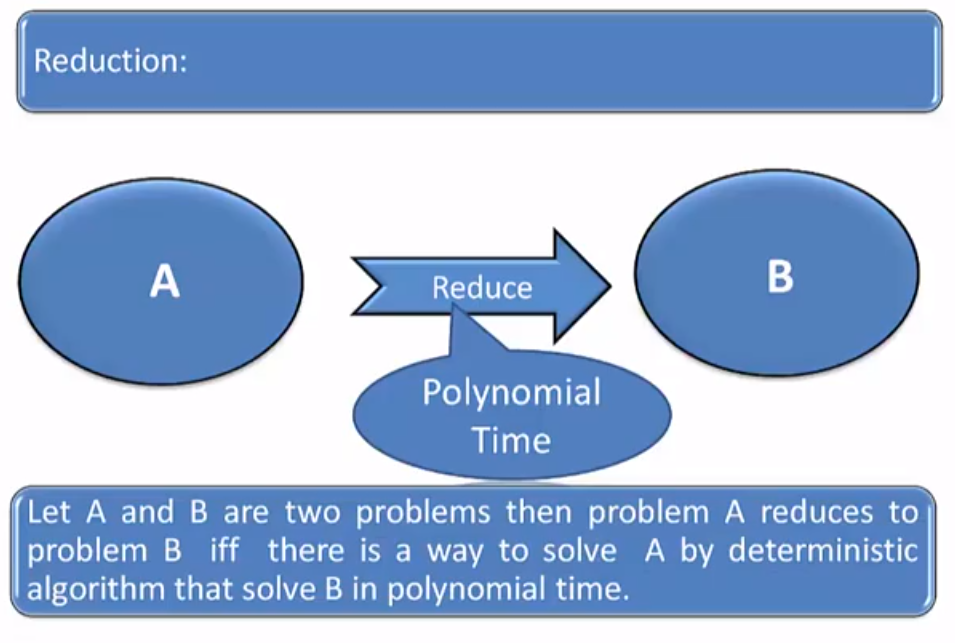 Reduction:
A
Reduce
B
Polynomial
Time
Let A and B are two problems then problem A reduces to
problem B iff there is a way to solve A by deterministic
algorithm that solve B in polynomial time.